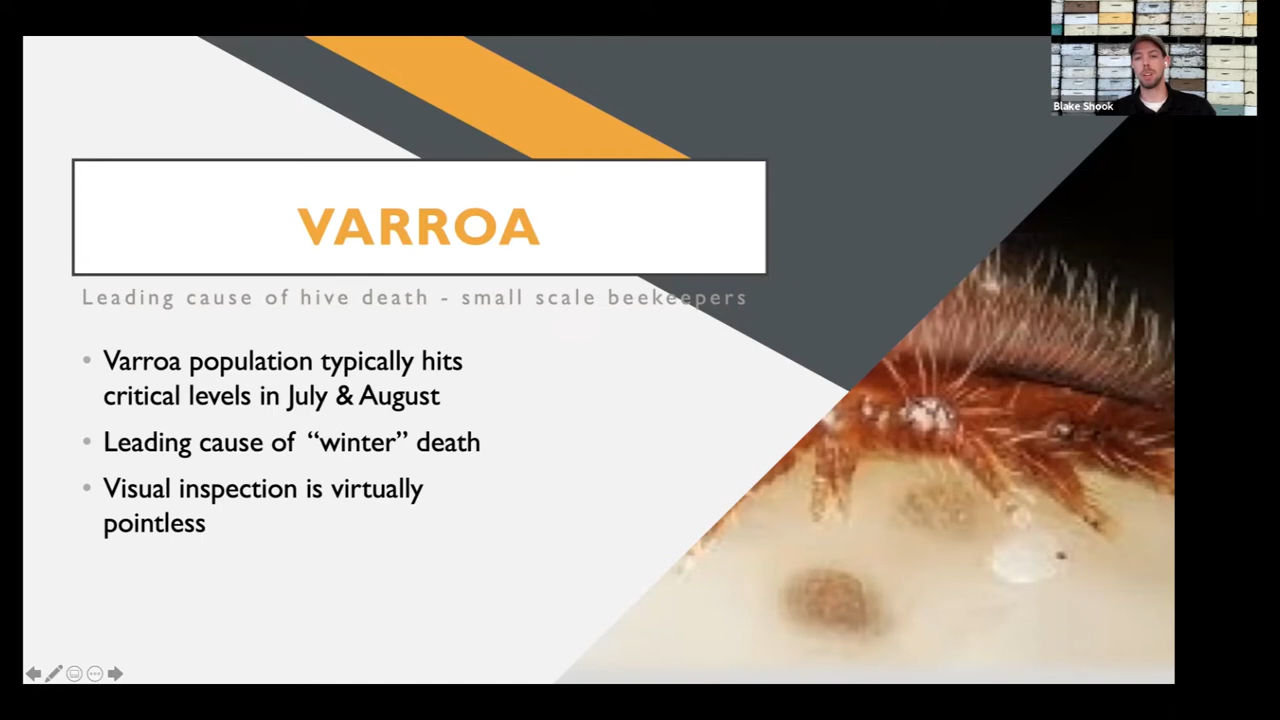 Blake Shook
VARROA
Leading cause of hive death - small scale beekeepers
• Varroa population typically hits
critical levels in July & August
• Leading cause of “winter” death
• Visual inspection is virtually
pointless